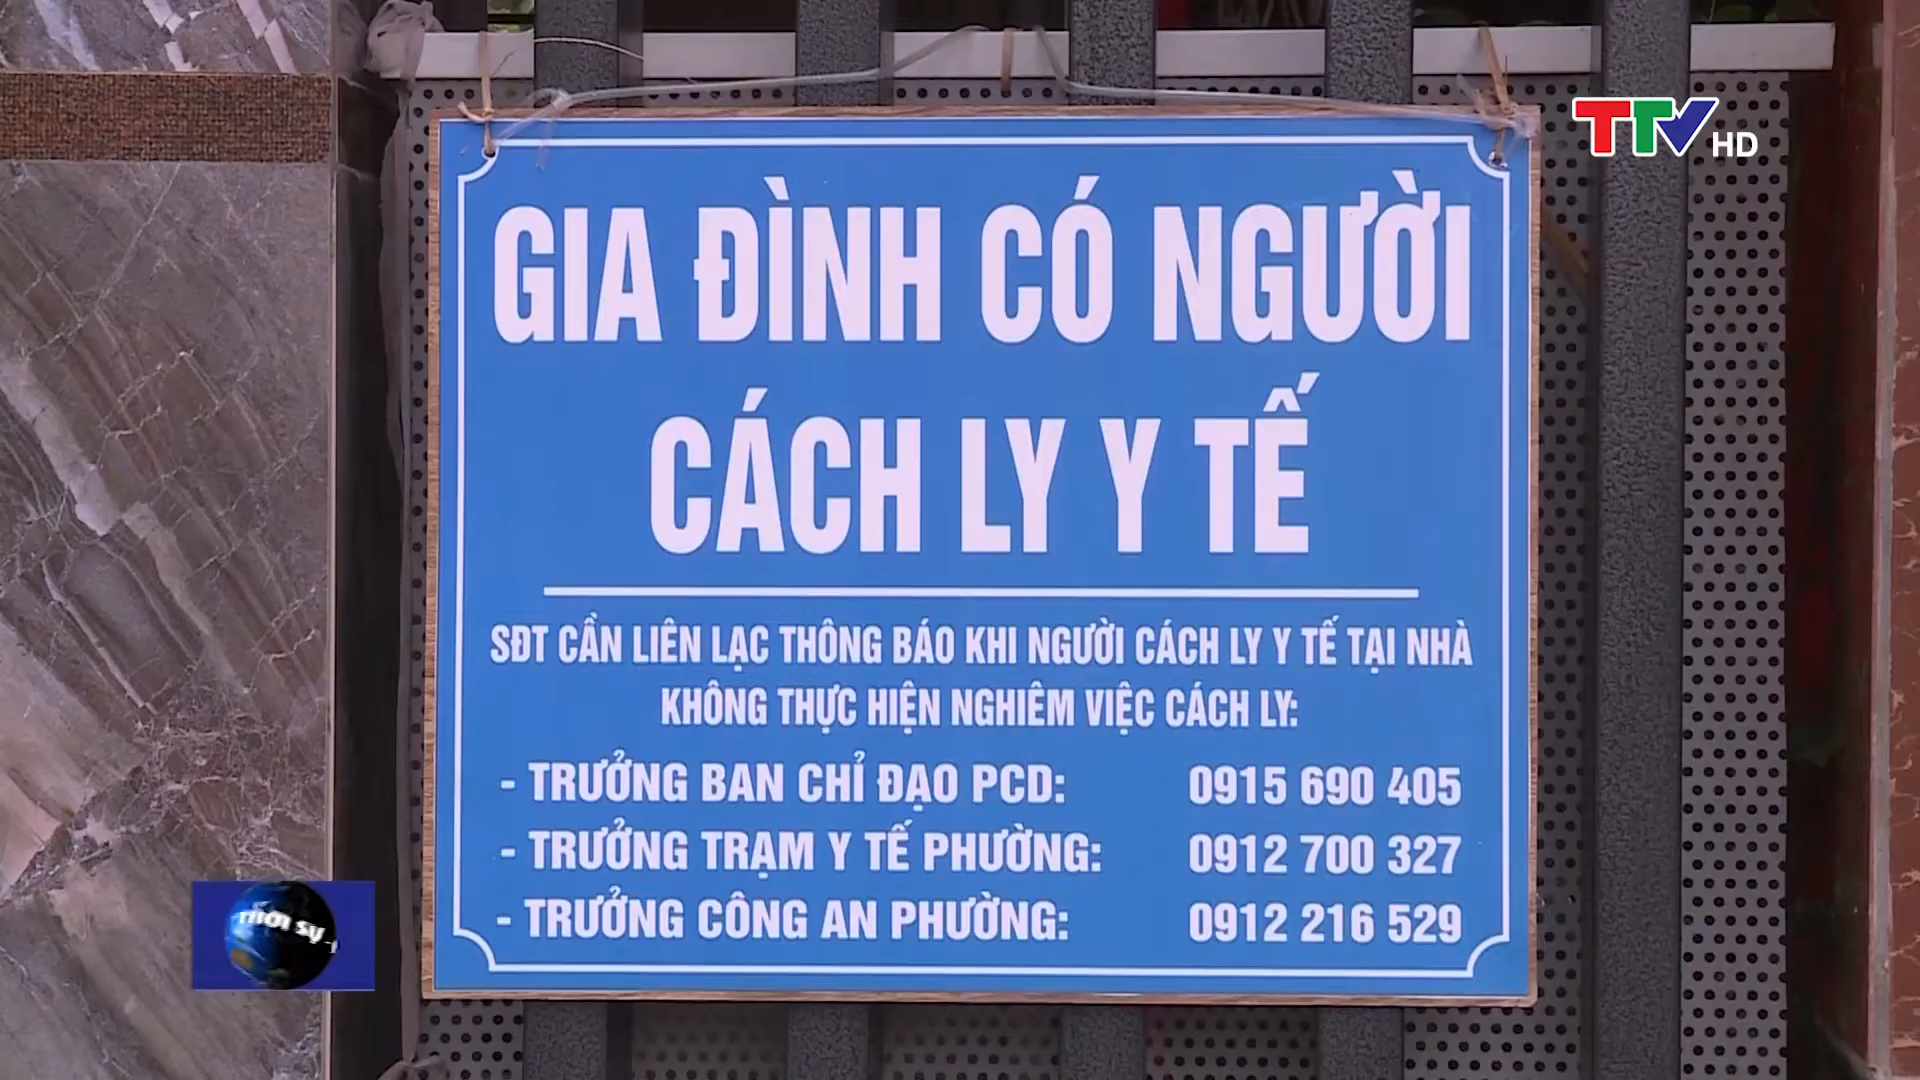 TTV HD
GIA ĐÌNH CÓ NGƯỜI
CÁCH LY Y TẾ
SĐT CẦN LIÊN LẠC THÔNG BÁO KHI NGƯỜI CÁCH LY Y TẾ TẠI NHÀ
KHÔNG THỰC HIỆN NGHIÊM VIỆC CÁCH LY:
- TRƯỞNG BAN CHỈ ĐẠO PCD: 0915 690 405
- TRƯỞNG TRẠM Y TẾ PHƯỜNG: 0912 700 327
- TRƯỞNG CÔNG AN PHƯỜNG: 0912 216 529
THỜI SỰ